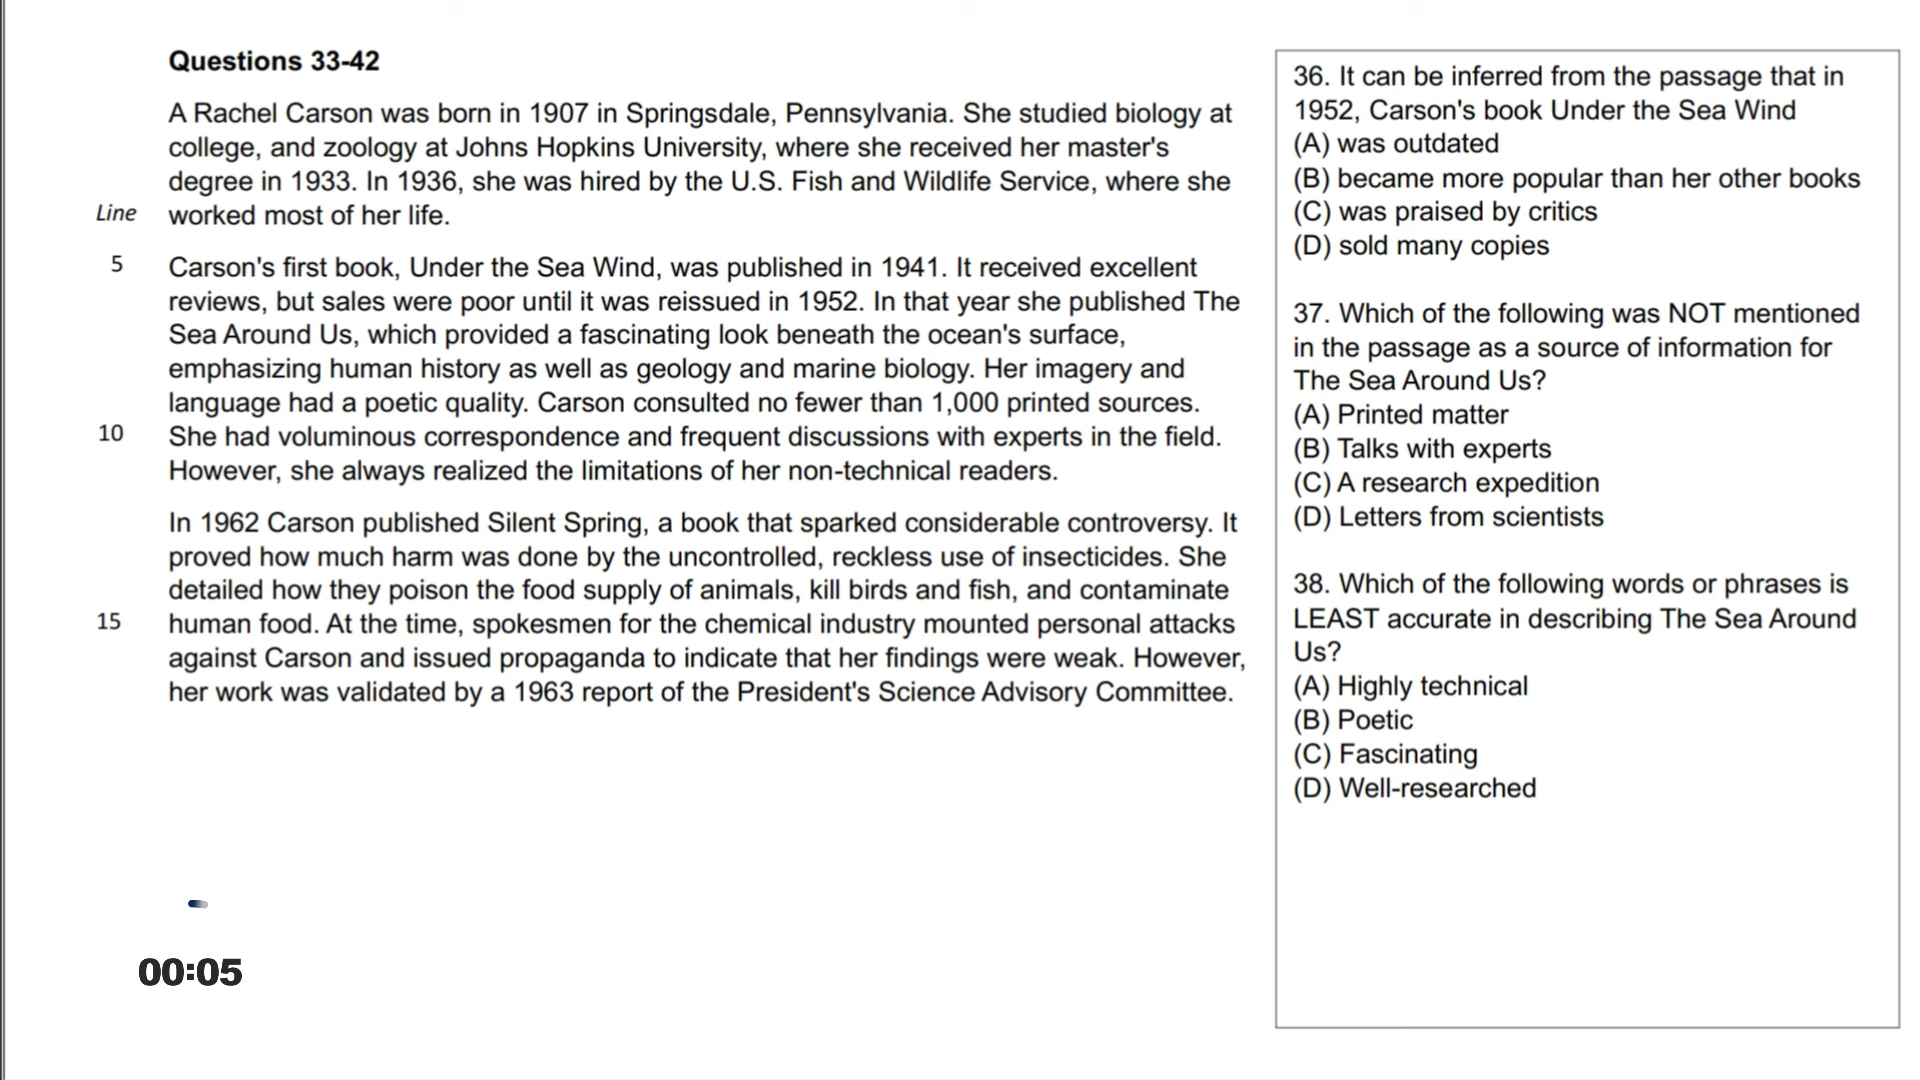 Questions 33-42
A Rachel Carson was born in 1907 in Springsdale, Pennsylvania. She studied biology at
college, and zoology at Johns Hopkins University, where she received her master's
degree in 1933. In 1936, she was hired by the U.S. Fish and Wildlife Service, where she
Line worked most of her life.
5 Carson's first book, Under the Sea Wind, was published in 1941. It received excellent
reviews, but sales were poor until it was reissued in 1952. In that year she published The
Sea Around Us, which provided a fascinating look beneath the ocean's surface,
emphasizing human history as well as geology and marine biology. Her imagery and
language had a poetic quality. Carson consulted no fewer than 1,000 printed sources.
10 She had voluminous correspondence and frequent discussions with experts in the field.
However, she always realized the limitations of her non-technical readers.
In 1962 Carson published Silent Spring, a book that sparked considerable controversy. It
proved how much harm was done by the uncontrolled, reckless use of insecticides. She
detailed how they poison the food supply of animals, kill birds and fish, and contaminate
15 human food. At the time, spokesmen for the chemical industry mounted personal attacks
against Carson and issued propaganda to indicate that her findings were weak. However,
her work was validated by a 1963 report of the President's Science Advisory Committee.
00:05
36. It can be inferred from the passage that in
1952, Carson's book Under the Sea Wind
(A) was outdated
(B) became more popular than her other books
(C) was praised by critics
(D) sold many copies
37. Which of the following was NOT mentioned
in the passage as a source of information for
The Sea Around Us?
(A) Printed matter
(B) Talks with experts
(C) A research expedition
(D) Letters from scientists
38. Which of the following words or phrases is
LEAST accurate in describing The Sea Around
Us?
(A) Highly technical
(B) Poetic
(C) Fascinating
(D) Well-researched